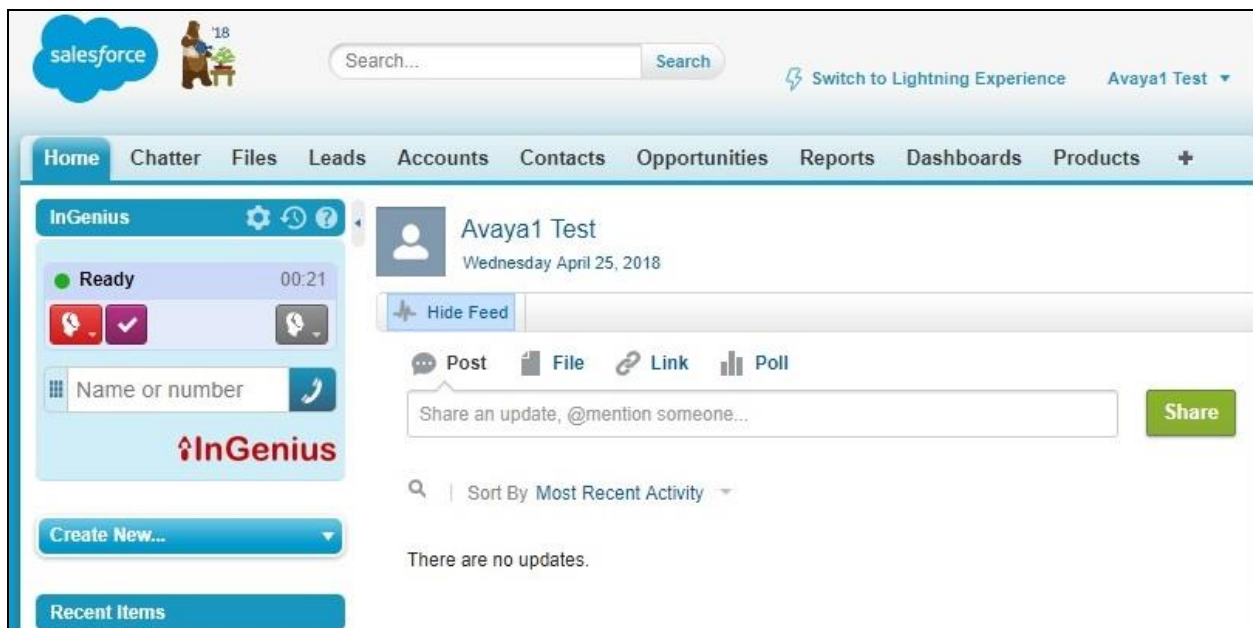 salesforce
'18
Search...
Search
Switch to Lightning Experience
Avaya1 Test
Home Chatter Files Leads Accounts Contacts Opportunities Reports Dashboards Products +
InGenius
Avaya1 Test
Wednesday April 25, 2018
Ready 00:21
Hide Feed
Name or number
InGenius
Post File Link Poll
Share an update, @mention someone...
Share
Sort By Most Recent Activity
Create New...
There are no updates.
Recent Items